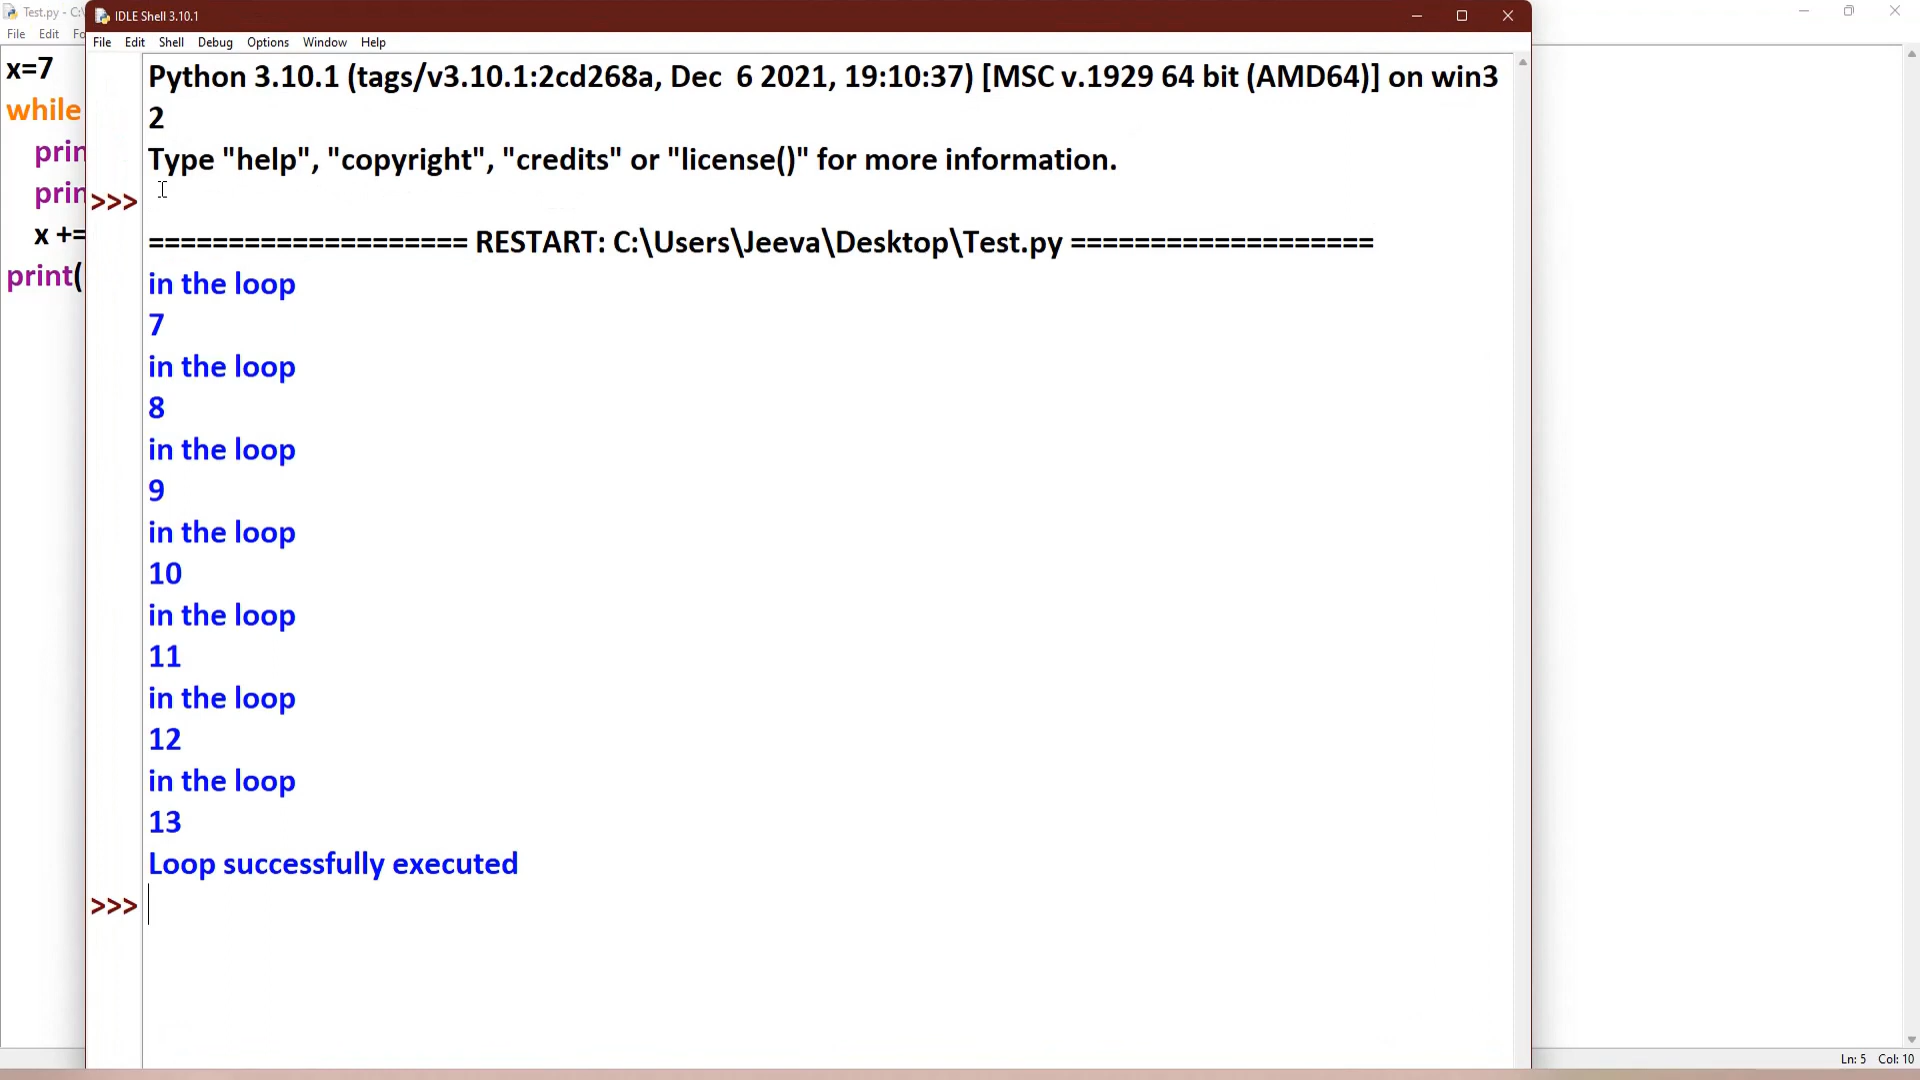 Test.py - C:\
IDLE Shell 3.10.1
File Edit Fo
File Edit Shell Debug Options Window Help
x=7
while
prin
prin
x +=
print(
Python 3.10.1 (tags/v3.10.1:2cd268a, Dec  6 2021, 19:10:37) [MSC v.1929 64 bit (AMD64)] on win3
2
Type "help", "copyright", "credits" or "license()" for more information.
>>>
==================== RESTART: C:\Users\Jeeva\Desktop\Test.py ===================
in the loop
7
in the loop
8
in the loop
9
in the loop
10
in the loop
11
in the loop
12
in the loop
13
Loop successfully executed
>>>
Ln: 5 Col: 10